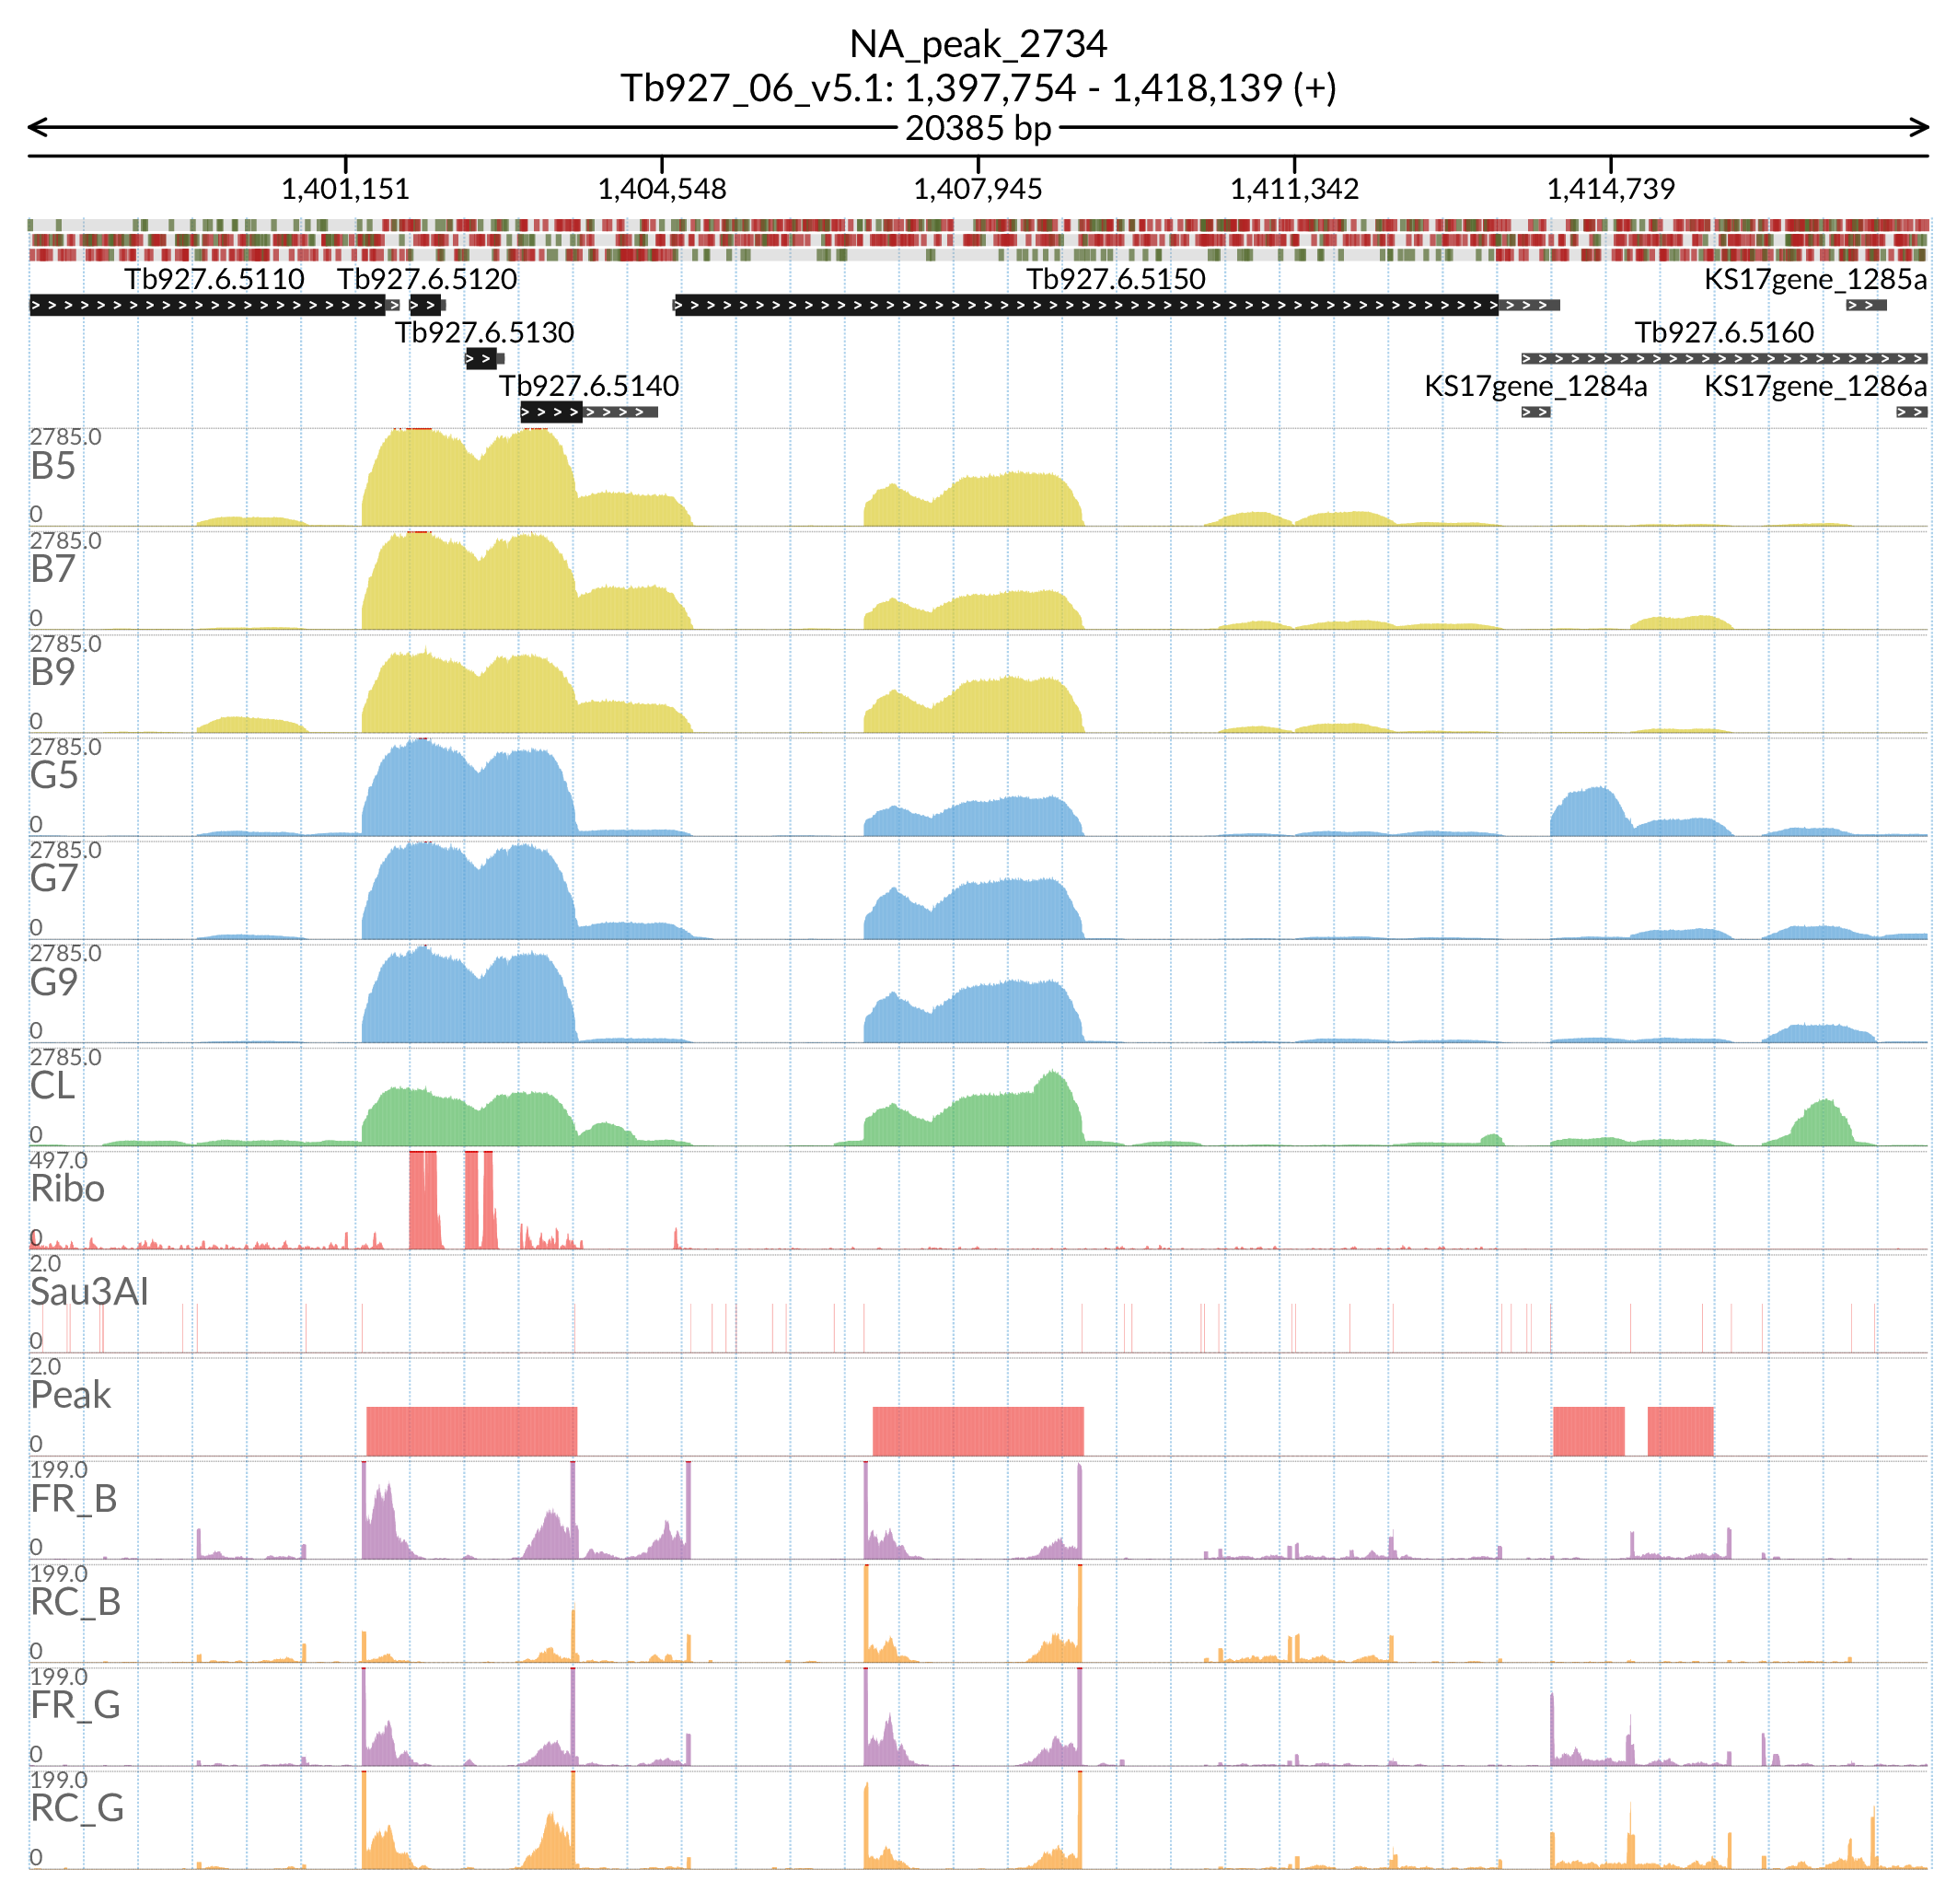 NA_peak_2734
Tb927_06_v5.1: 1,397,754 - 1,418,139 (+)
20385 bp
1,401,151 1,404,548 1,407,945 1,411,342 1,414,739
Tb927.6.5110 Tb927.6.5120 Tb927.6.5150 KS17gene_1285a
Tb927.6.5130 Tb927.6.5160
Tb927.6.5140 KS17gene_1284a KS17gene_1286a
2785.0
B5
0
2785.0
B7
0
2785.0
B9
0
2785.0
G5
0
2785.0
G7
0
2785.0
G9
0
2785.0
CL
0
497.0
Ribo
0
2.0
Sau3AI
0
2.0
Peak
0
199.0
FR_B
0
199.0
RC_B
0
199.0
FR_G
0
199.0
RC_G
0